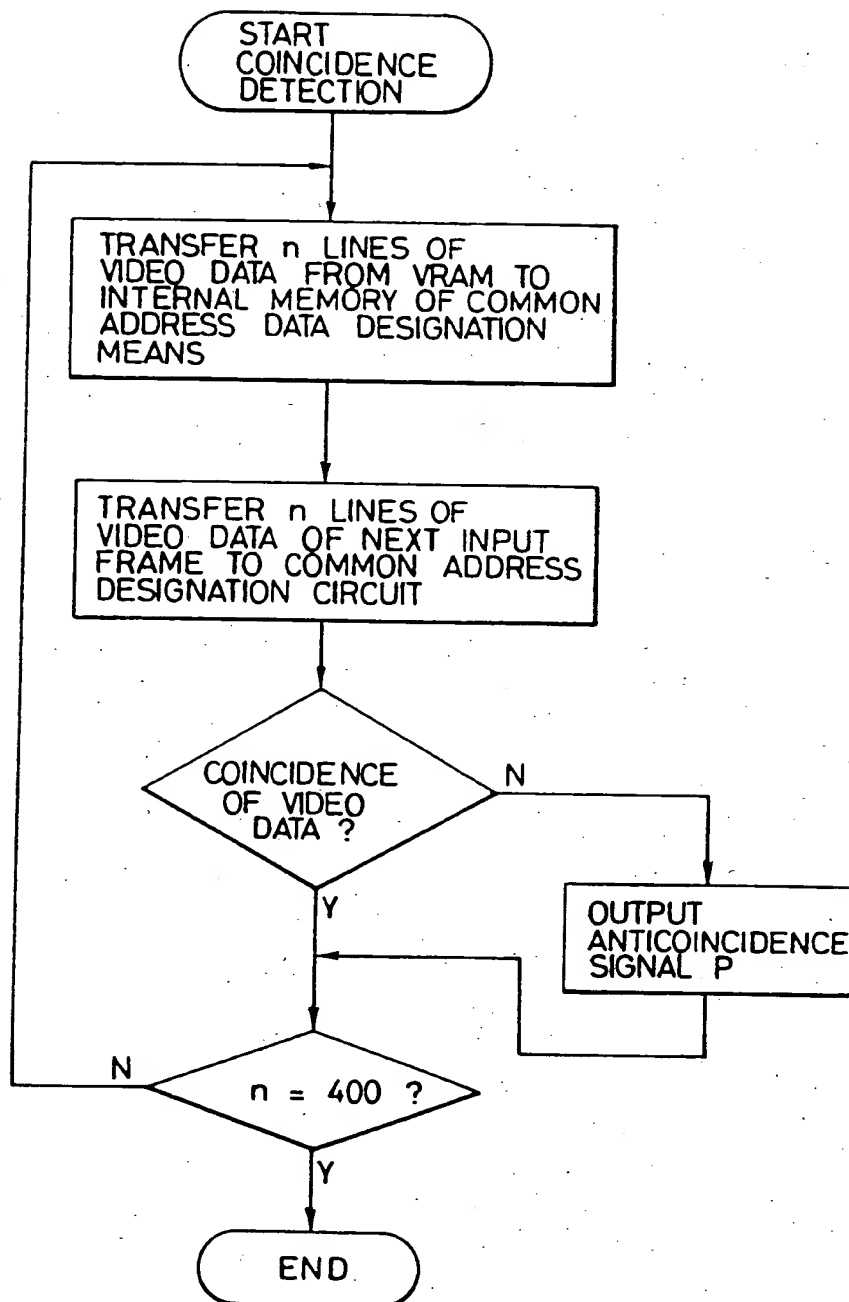 START
COINCIDENCE
DETECTION
TRANSFER n LINES OF
VIDEO DATA FROM VRAM TO
INTERNAL MEMORY OF COMMON
ADDRESS DATA DESIGNATION
MEANS
TRANSFER n LINES OF
VIDEO DATA OF NEXT INPUT
FRAME TO COMMON ADDRESS
DESIGNATION CIRCUIT
COINCIDENCE
OF VIDEO
DATA ?
N
Y
OUTPUT
ANTICOINCIDENCE
SIGNAL P
N
n = 400 ?
Y
END